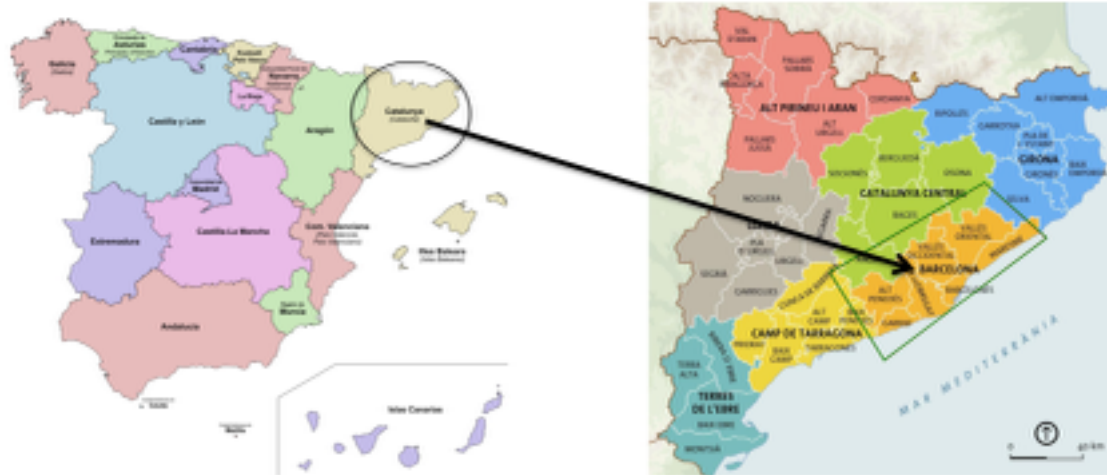 Asturias
Cantabria
Galicia
Navarra
La Rioja
Catalunya
Castilla y León
Aragón
Madrid
Com. Valenciana
Extremadura
Castilla-La Mancha
Illes Balears
Murcia
Andalucía
Islas Canarias
Melilla
PALLARS
SOBIRÀ
ALTA
ALT PIRINEU I ARAN
CERDANYA
ALT
URGELL
PALLARS
JUSSÀ
RIPOLLÈS
ALT EMPORDÀ
GARROTXA
PLA DE
L'ESTANY
GIRONA
GIRONÈS
BAIX
EMPORDÀ
SELVA
SOLSONÈS
BERGUEDÀ
OSONA
CATALUNYA CENTRAL
BAGES
NOGUERA
PLA
D'URGELL
URGELL
SEGRIÀ
GARRIGUES
VALLÈS
ORIENTAL
VALLÈS
OCCIDENTAL
MARESME
BARCELONA
BARCELONÈS
ALT
PENEDÈS
GARRAF
CONCA DE BARBERÀ
ALT
CAMP
BAIX
PENEDÈS
CAMP DE TARRAGONA
PRIORAT
BAIX
CAMP
TARRAGONÈS
RIBERA D'EBRE
TERRA
ALTA
TERRES
DE L'EBRE
BAIX EBRE
MONTSIÀ
MAR MEDITERRÀNIA
0 40 km